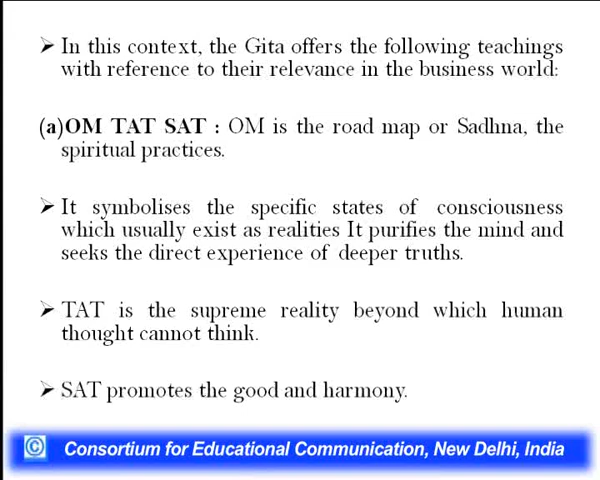 ➤ In this context, the Gita offers the following teachings
with reference to their relevance in the business world:
(a)OM TAT SAT : OM is the road map or Sadhna, the
spiritual practices.
➤ It symbolises the specific states of consciousness
which usually exist as realities It purifies the mind and
seeks the direct experience of deeper truths.
➤ TAT is the supreme reality beyond which human
thought cannot think.
➤ SAT promotes the good and harmony.
© Consortium for Educational Communication, New Delhi, India